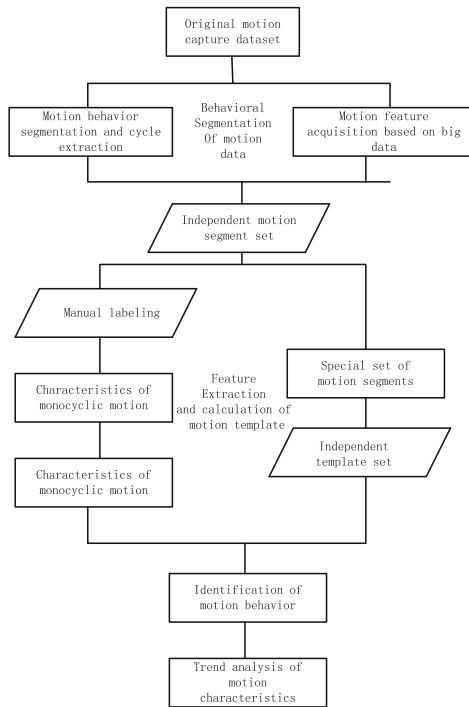 Original motion
capture dataset
Motion behavior
segmentation and cycle
extraction
Behavioral
Segmentation
Of motion
data
Motion feature
acquisition based on big
data
Independent motion
segment set
Manual labeling
Special set of
motion segments
Characteristics of
monocyclic motion
Feature
Extraction
and calculation of
motion template
Independent
template set
Characteristics of
monocyclic motion
Identification of
motion behavior
Trend analysis of
motion
characteristics